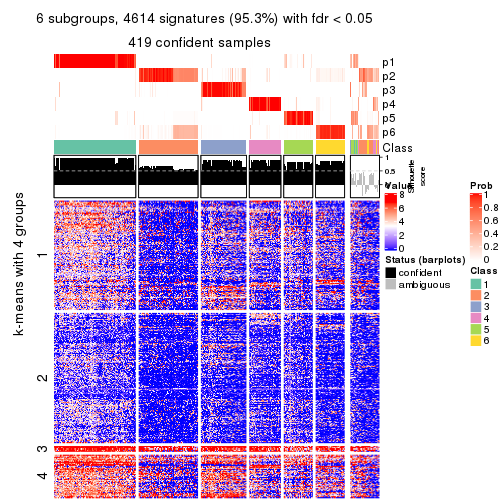 6 subgroups, 4614 signatures (95.3%) with fdr < 0.05
419 confident samples
p1
p2
p3
p4
p5
p6
Class
1
0.5
0
Silhouette
score
k-means with 4 groups
1
2
3
4
Value
8
6
4
2
0
Status (barplots)
confident
ambiguous
Prob
1
0.8
0.6
0.4
0.2
0
Class
1
2
3
4
5
6